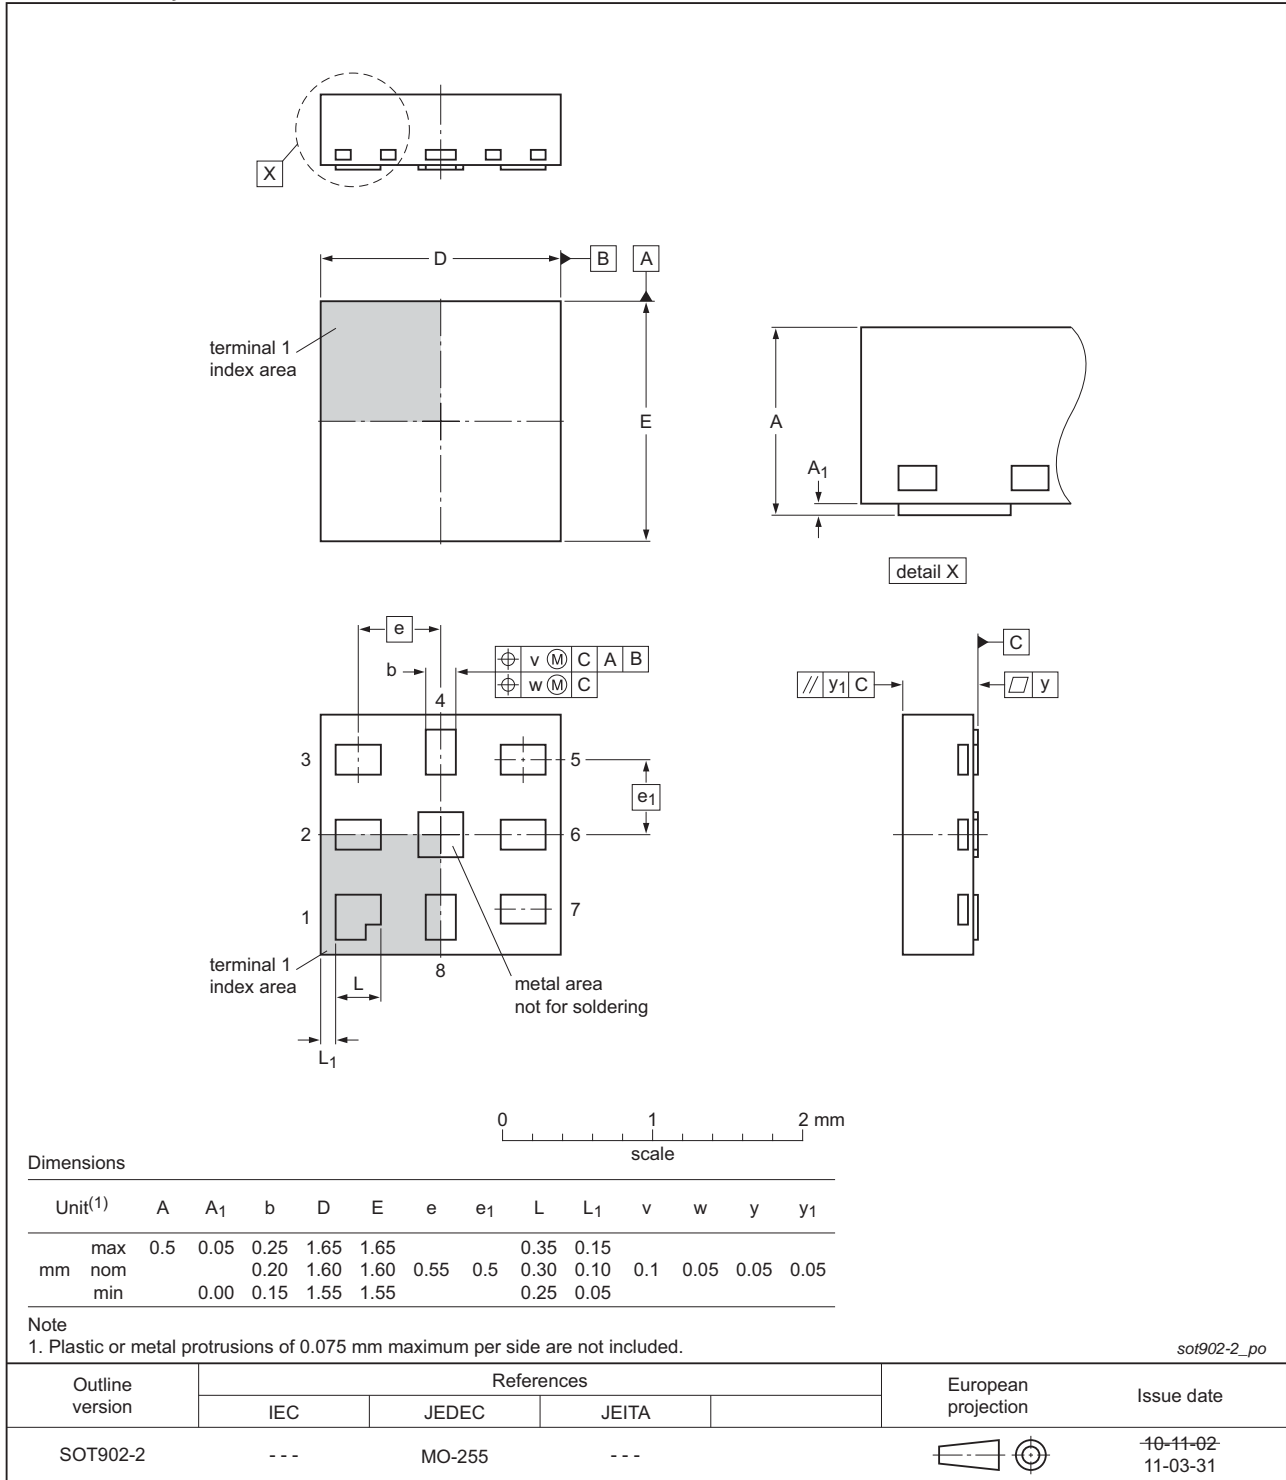 X
D
B
A
terminal 1
index area
E
A
A1
detail X
e
b
v M C A B
w M C
4
3
5
e1
2
6
1
7
terminal 1
index area
L
8
metal area
not for soldering
L1
C
// y1 C
y
0 1 2 mm
scale
Dimensions
Unit(1) A A1 b D E e e1 L L1 v w y y1
max 0.5 0.05 0.25 1.65 1.65 0.35 0.15
mm nom 0.20 1.60 1.60 0.55 0.5 0.30 0.10 0.1 0.05 0.05 0.05
min 0.00 0.15 1.55 1.55 0.25 0.05
Note
1. Plastic or metal protrusions of 0.075 mm maximum per side are not included.
sot902-2_po
Outline
version
References
IEC JEDEC JEITA
European
projection
Issue date
SOT902-2 - - - MO-255 - - -
10-11-02
11-03-31